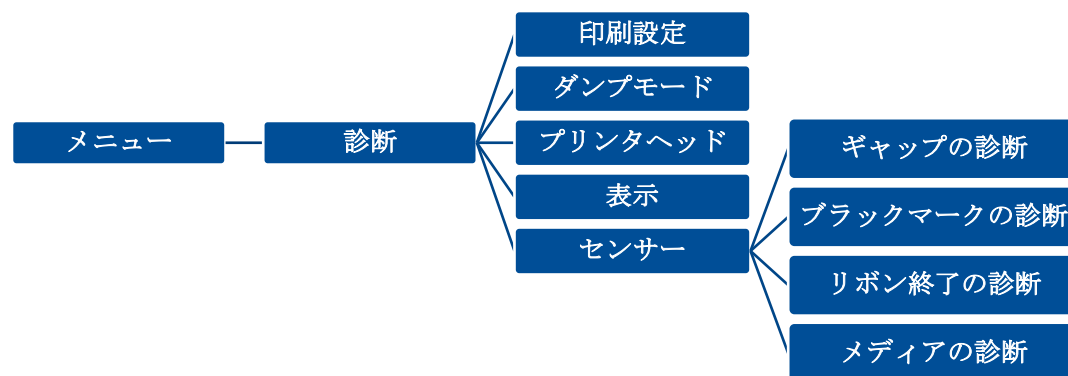 メニュー
診断
印刷設定
ダンプモード
プリンタヘッド
表示
センサー
ギャップの診断
ブラックマークの診断
リボン終了の診断
メディアの診断